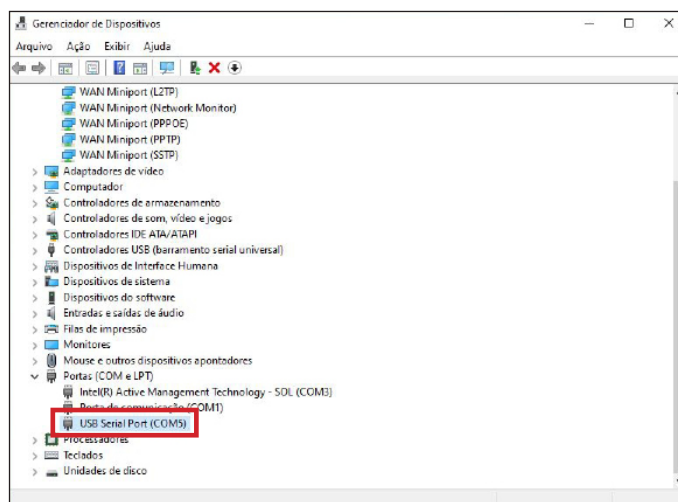 Gerenciador de Dispositivos
Arquivo Ação Exibir Ajuda
WAN Miniport (L2TP)
WAN Miniport (Network Monitor)
WAN Miniport (PPPOE)
WAN Miniport (PPTP)
WAN Miniport (SSTP)
Adaptadores de vídeo
Computador
Controladores de armazenamento
Controladores de som, vídeo e jogos
Controladores IDE ATA/ATAPI
Controladores USB (barramento serial universal)
Dispositivos de Interface Humana
Dispositivos de sistema
Dispositivos do software
Entradas e saídas de áudio
Filas de impressão
Monitores
Mouse e outros dispositivos apontadores
Portas (COM e LPT)
Intel(R) Active Management Technology - SOL (COM3)
Porta de comunicação (COM1)
USB Serial Port (COM5)
Processadores
Teclados
Unidades de disco